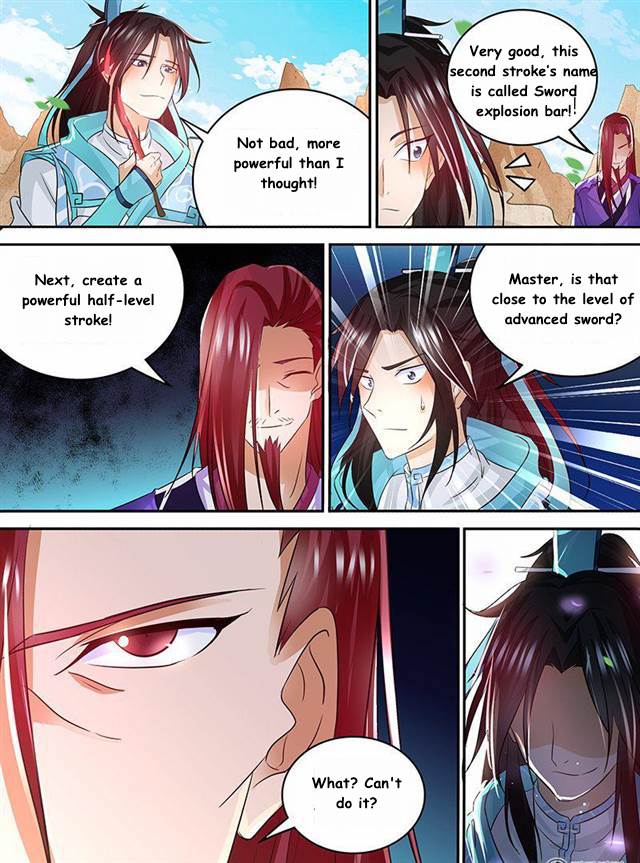 Not bad, more
powerful than I
thought!
Very good, this
second stroke's name
is called Sword
explosion bar!!
Next, create a
powerful half-level
stroke!
Master, is that
close to the level of
advanced sword?
What? Can't
do it?